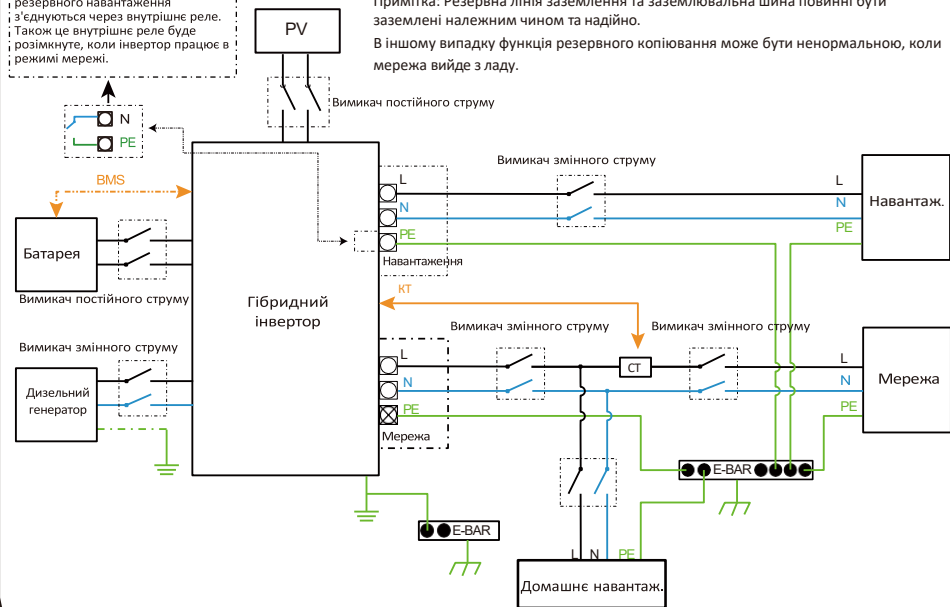 резервного навантаження
з'єднуються через внутрішнє реле.
Також це внутрішнє реле буде
розімкнуте, коли інвертор працює в
режимі мережі.
Примітка: Резервна лінія заземлення та заземлювальна шина повинні бути
заземлені належним чином та надійно.
В іншому випадку функція резервного копіювання може бути ненормальною, коли
мережа вийде з ладу.
PV
Вимикач постійного струму
N
PE
BMS
Батарея
Вимикач постійного струму
Вимикач змінного струму
Дизельний
генератор
Гібридний
інвертор
L
N
PE
Навантаження
Вимикач змінного струму
L
N
PE
Навантаж.
КТ
Вимикач змінного струму
Вимикач змінного струму
L
N
PE
Мережа
СТ
L
N
PE
Мережа
E-BAR
E-BAR
L
N
PE
Домашнє навантаж.